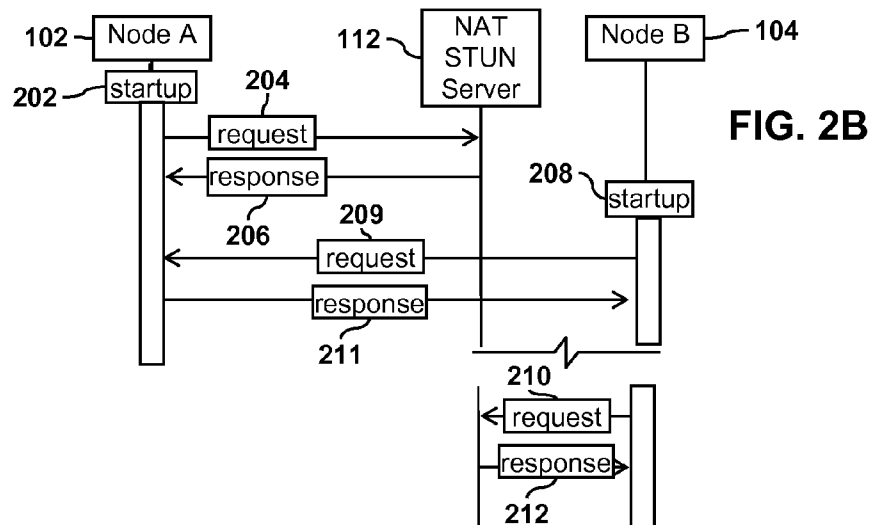 102
Node A
112
NAT
STUN
Server
Node B
104
202
startup
204
request
FIG. 2B
response
206
208
startup
209
request
response
211
210
request
response
212